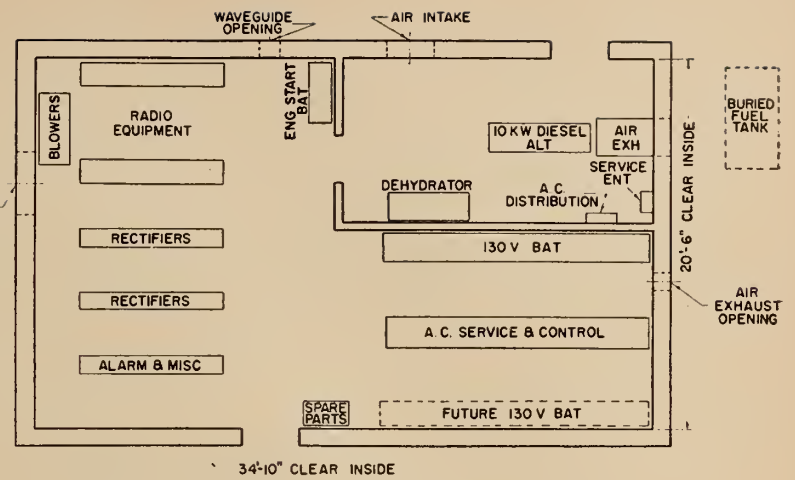 WAVEGUIDE
OPENING
AIR INTAKE
BLOWERS
RADIO
EQUIPMENT
ENG START
BAT
10 KW DIESEL
ALT
AIR
EXH
BURIED
FUEL
TANK
SERVICE
ENT
DEHYDRATOR
A.C.
DISTRIBUTION
20'-6" CLEAR INSIDE
RECTIFIERS
130 V BAT
RECTIFIERS
AIR
EXHAUST
OPENING
A.C. SERVICE & CONTROL
ALARM & MISC
SPARE
PARTS
FUTURE 130 V BAT
34'-10" CLEAR INSIDE